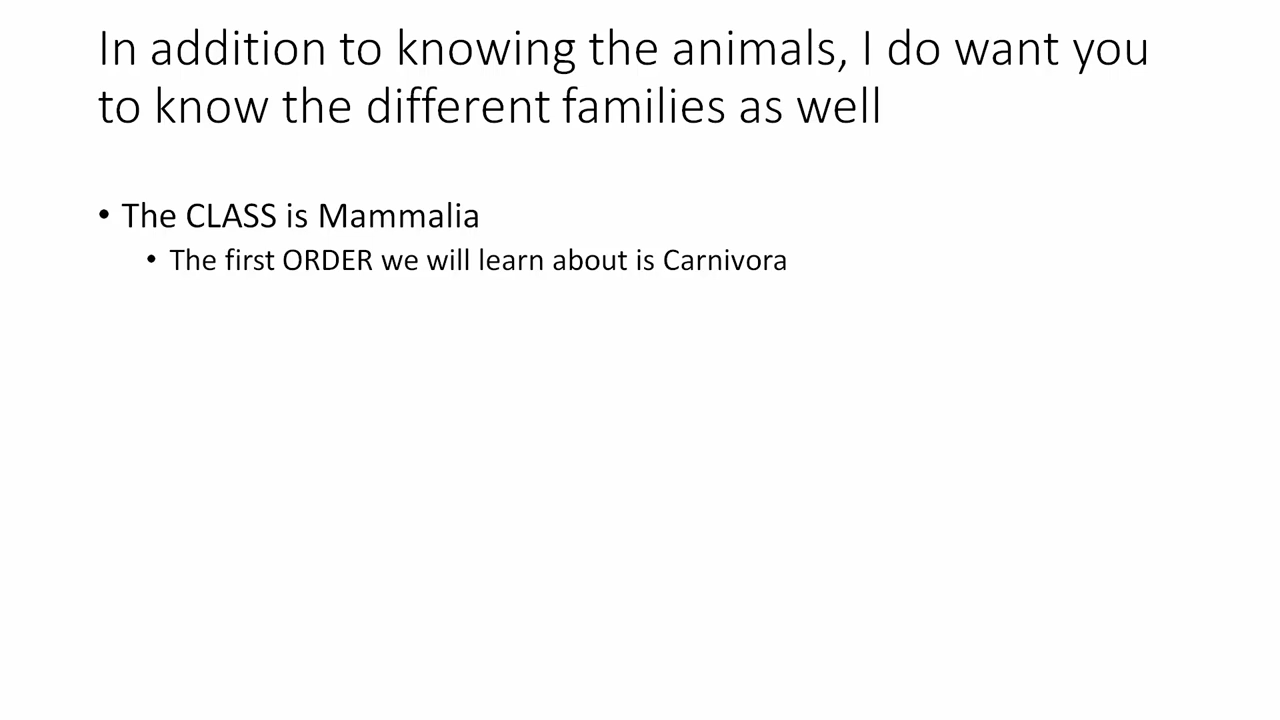 In addition to knowing the animals, I do want you
to know the different families as well
• The CLASS is Mammalia
• The first ORDER we will learn about is Carnivora